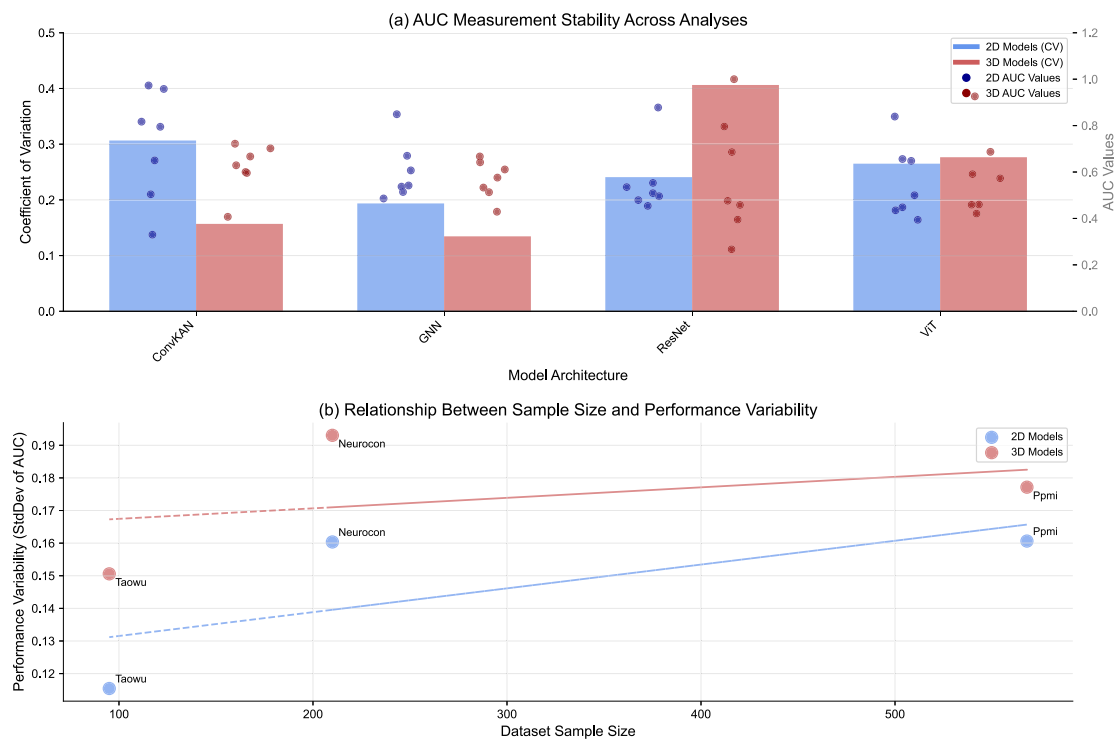 (a) AUC Measurement Stability Across Analyses
Coefficient of Variation
0.5
0.4
0.3
0.2
0.1
0.0
1.2
1.0
0.8
0.6
0.4
0.2
0.0
AUC Values
2D Models (CV)
3D Models (CV)
2D AUC Values
3D AUC Values
ConvKAN
GNN
ResNet
ViT
Model Architecture
(b) Relationship Between Sample Size and Performance Variability
Performance Variability (StdDev of AUC)
0.19
0.18
0.17
0.16
0.15
0.14
0.13
0.12
2D Models
3D Models
Neurocon
Ppmi
Neurocon
Ppmi
Taowu
Taowu
100
200
300
400
500
Dataset Sample Size